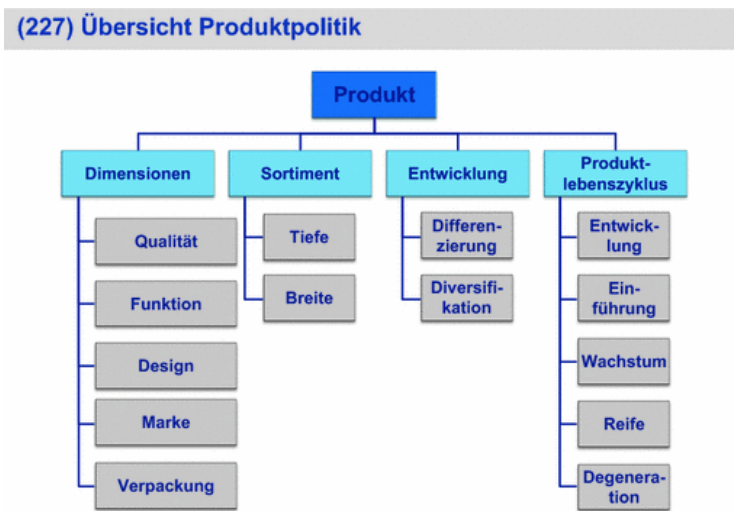 (227) Übersicht Produktpolitik
Produkt
Dimensionen
Qualität
Funktion
Design
Marke
Verpackung
Sortiment
Tiefe
Breite
Entwicklung
Differen-
zierung
Diversifi-
kation
Produkt-
lebenszyklus
Entwick-
lung
Ein-
führung
Wachstum
Reife
Degenera-
tion